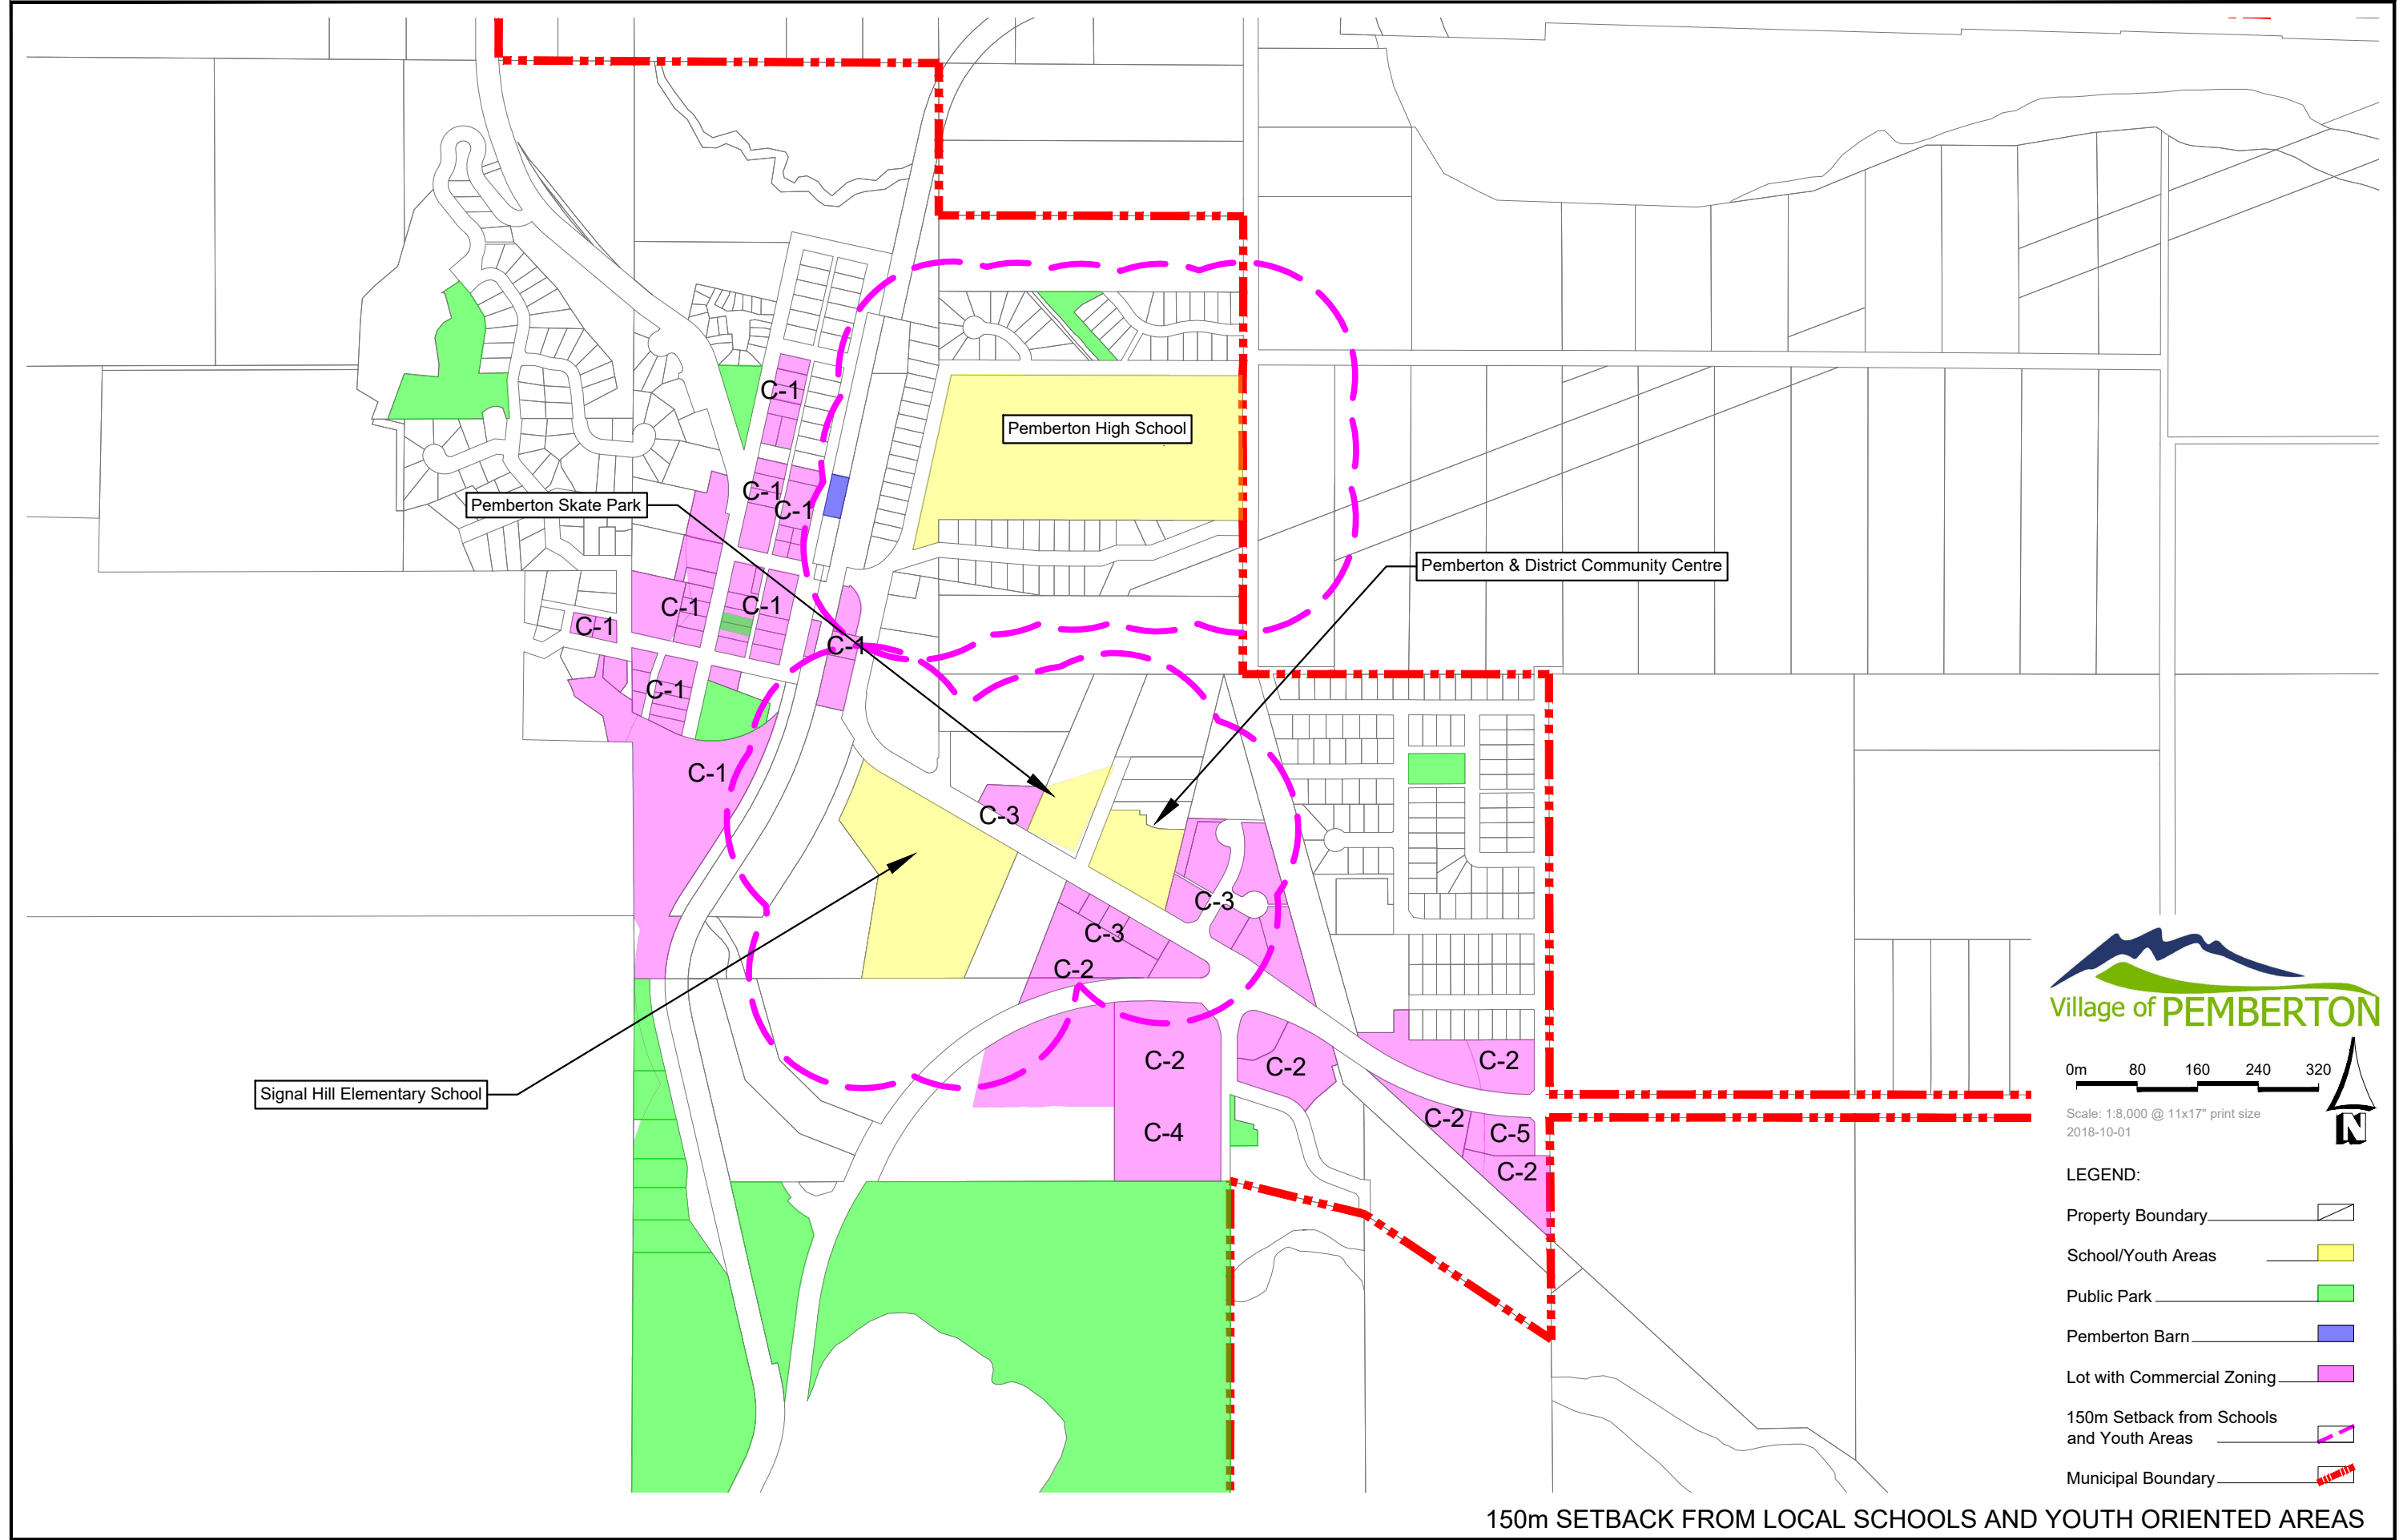 C-1
Pemberton High School
C-1
Pemberton Skate Park
C-1
Pemberton & District Community Centre
C-1
C-1
C-1
C-1
C-1
C-1
C-3
C-3
C-3
C-2
C-2
C-2
C-2
Signal Hill Elementary School
C-2
C-4
C-5
C-2
Village of PEMBERTON
0m 80 160 240 320
Scale: 1:8,000 @ 11x17" print size
2018-10-01
N
LEGEND:
Property Boundary
School/Youth Areas
Public Park
Pemberton Barn
Lot with Commercial Zoning
150m Setback from Schools
and Youth Areas
Municipal Boundary
150m SETBACK FROM LOCAL SCHOOLS AND YOUTH ORIENTED AREAS